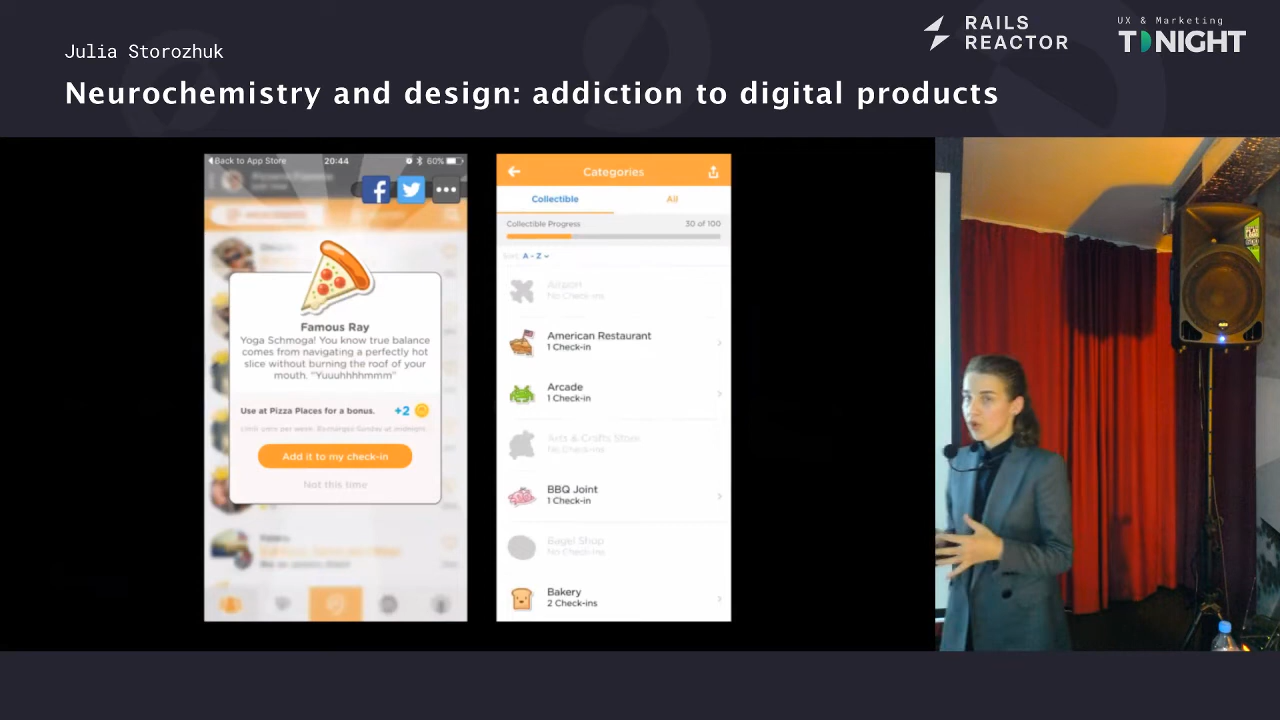 Julia Storozhuk
Neurochemistry and design: addiction to digital products
RAILS
REACTOR
UX & Marketing
TONIGHT
Back to App Store
20:44
60%
Famous Ray
Yoga Schmoga! You know true balance
comes from navigating a perfectly hot
slice without burning the roof of your
mouth. "Yuuuhhhhmmm"
Use at Pizza Places for a bonus.
+2
Add it to my check-in
Not this time
Categories
Collectible
All
Collectible Progress
30 of 100
Sort: A - Z
Airport
No Check-ins
American Restaurant
1 Check-in
Arcade
1 Check-in
Arts & Crafts Store
No Check-ins
BBQ Joint
1 Check-in
Bagel Shop
No Check-ins
Bakery
2 Check-ins